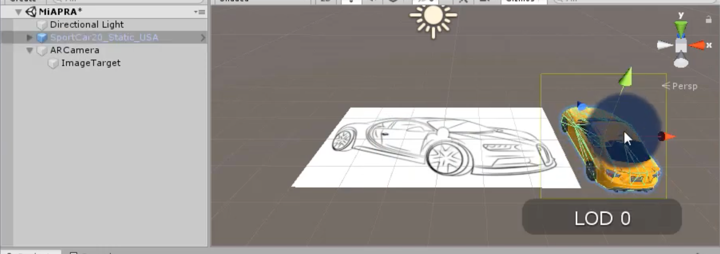 MiAPRA*
Directional Light
SportCar20_Static_USA
ARCamera
ImageTarget
y
x
Persp
LOD 0